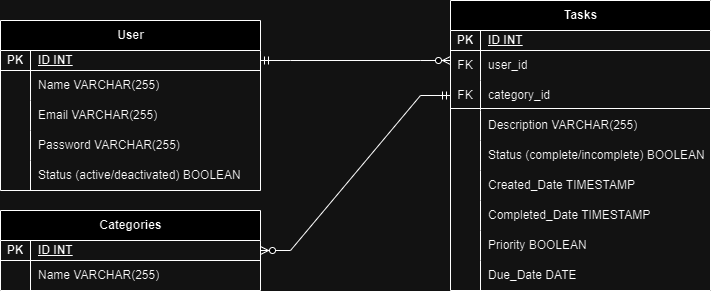 User
PK ID INT
Name VARCHAR(255)
Email VARCHAR(255)
Password VARCHAR(255)
Status (active/deactivated) BOOLEAN
Categories
PK ID INT
Name VARCHAR(255)
Tasks
PK ID INT
FK user_id
FK category_id
Description VARCHAR(255)
Status (complete/incomplete) BOOLEAN
Created_Date TIMESTAMP
Completed_Date TIMESTAMP
Priority BOOLEAN
Due_Date DATE